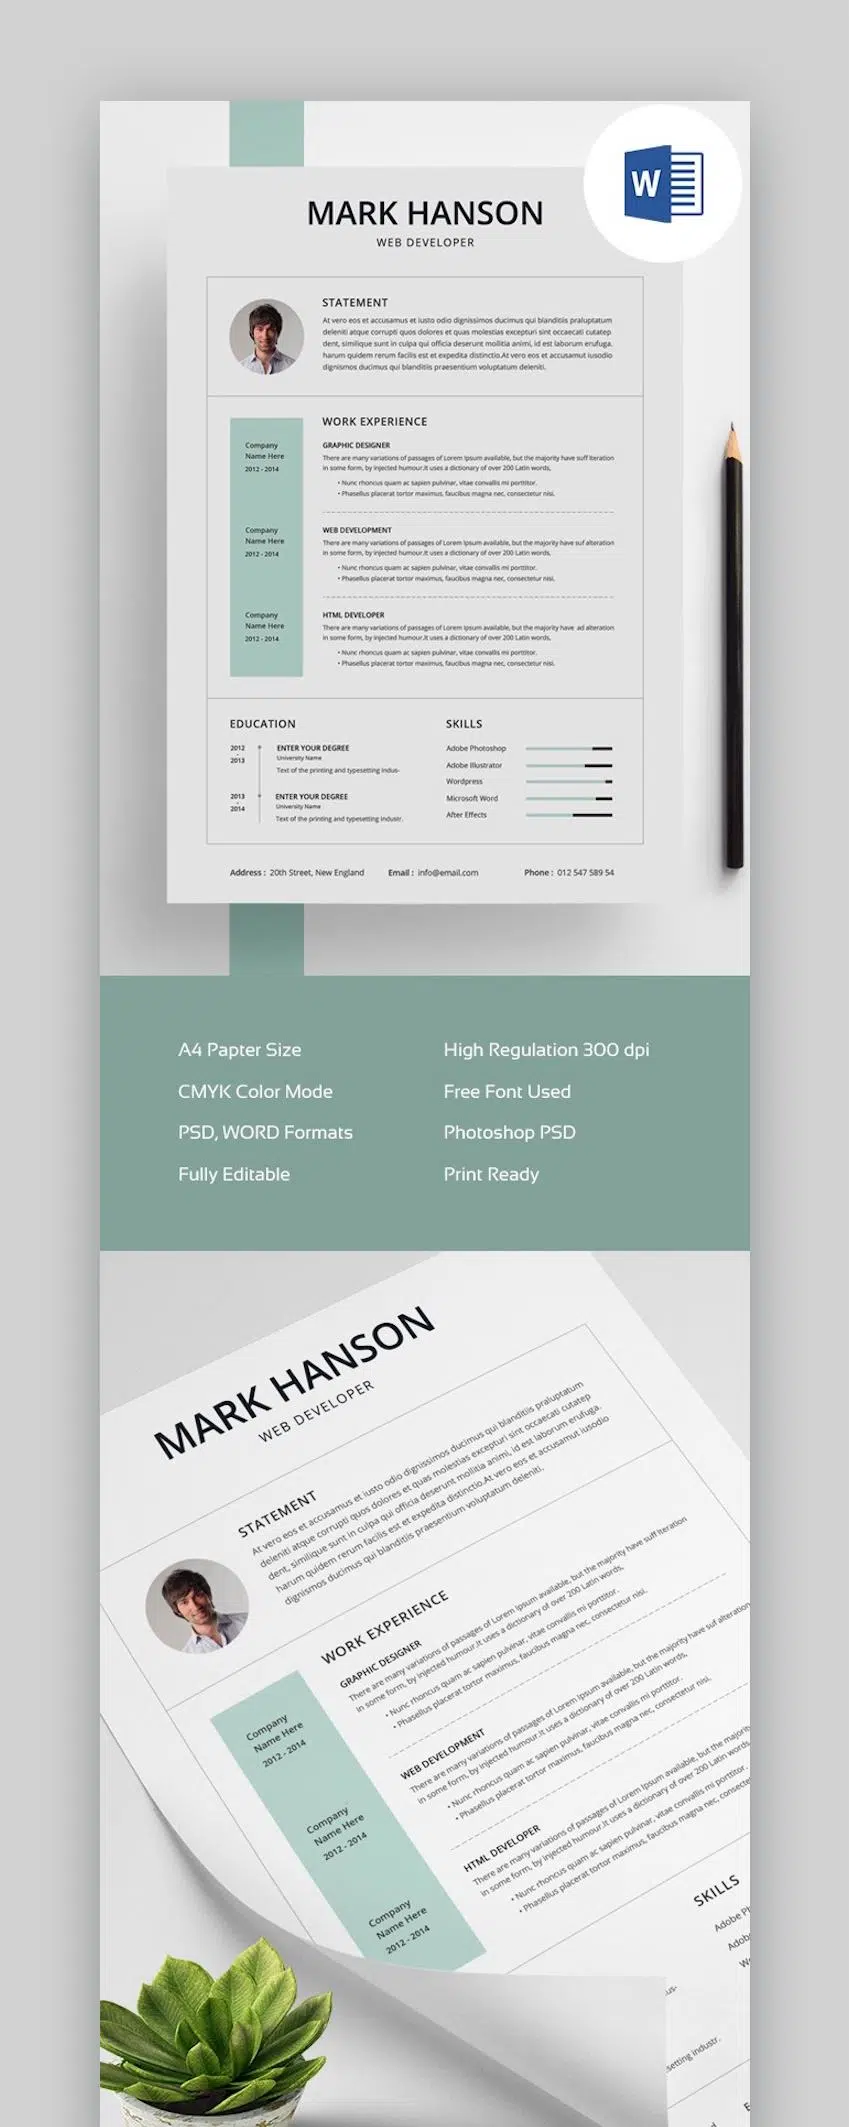 W
MARK HANSON
WEB DEVELOPER
STATEMENT
At vero eos et accusamus et iusto odio dignissimos ducimus qui blanditiis praluptatum
deleniti atque corrupti quos dolores et quas molestias excepturi sint occaecati cutatep
dent, similique sunt in culpa qui officia deserunt mollitia animi, id est laborum erufuga.
harum quidem rerum facilis est et expedita distinctio.At vero eos et accusamut iusodio
dignismos ducimus qui blanditiis praesentium voluptatum deleniti.
WORK EXPERIENCE
Company
Name Here
2012 - 2014
GRAPHIC DESIGNER
There are many variations of passages of Lorem Ipsum available, but the majority have suff Iteration
in some form, by injected humour.It uses a dictionary of over 200 Latin words,
• Nunc rhoncus quam ac sapien pulvinar, vitae convallis mi porttitor.
• Phasellus placerat tortor maximus, faucibus magna nec, consectetur nisi.
Company
Name Here
2012 - 2014
WEB DEVELOPMENT
There are many variations of passages of Lorem Ipsum available, but the majority have suf alteration
in some form, by injected humour.It uses a dictionary of over 200 Latin words,
• Nunc rhoncus quam ac sapien pulvinar, vitae convallis mi porttitor.
• Phasellus placerat tortor maximus, faucibus magna nec, consectetur nisi.
Company
Name Here
2012 - 2014
HTML DEVELOPER
There are many variations of passages of Lorem Ipsum available, but the majority have ad alteration
in some form, by injected humour.It uses a dictionary of over 200 Latin words,
• Nunc rhoncus quam ac sapien pulvinar, vitae convallis mi porttitor.
• Phasellus placerat tortor maximus, faucibus magna nec, consectetur nisi.
EDUCATION
2012
-
2013
ENTER YOUR DEGREE
University Name
Text of the printing and typesetting indus-
2013
-
2014
ENTER YOUR DEGREE
University Name
Text of the printing and typesetting industr.
SKILLS
Adobe Photoshop
Adobe Illustrator
Wordpress
Microsoft Word
After Effects
Address : 20th Street, New England Email : info@email.com Phone : 012 547 589 54
A4 Papter Size
CMYK Color Mode
PSD, WORD Formats
Fully Editable
High Regulation 300 dpi
Free Font Used
Photoshop PSD
Print Ready
MARK HANSON
WEB DEVELOPER
STATEMENT
At vero eos et accusamus et iusto odio dignissimos ducimus qui blanditiis praluptatum
deleniti atque corrupti quos dolores et quas molestias excepturi sint occaecati cutatep
dent, similique sunt in culpa qui officia deserunt mollitia animi, id est laborum erufuga.
harum quidem rerum facilis est et expedita distinctio.At vero eos et accusamut iusodio
dignismos ducimus qui blanditiis praesentium voluptatum deleniti.
WORK EXPERIENCE
Company
Name Here
2012 - 2014
GRAPHIC DESIGNER
There are many variations of passages of Lorem Ipsum available, but the majority have suff Iteration
in some form, by injected humour.It uses a dictionary of over 200 Latin words,
• Nunc rhoncus quam ac sapien pulvinar, vitae convallis mi porttitor.
• Phasellus placerat tortor maximus, faucibus magna nec, consectetur nisi.
Company
Name Here
2012 - 2014
WEB DEVELOPMENT
There are many variations of passages of Lorem Ipsum available, but the majority have suf alteration
in some form, by injected humour.It uses a dictionary of over 200 Latin words,
• Nunc rhoncus quam ac sapien pulvinar, vitae convallis mi porttitor.
• Phasellus placerat tortor maximus, faucibus magna nec, consectetur nisi.
Company
Name Here
2012 - 2014
HTML DEVELOPER
There are many variations of passages of Lorem Ipsum available, but the majority
in some form, by injected humour.It uses a dictionary of over 200 Latin words
• Nunc rhoncus quam ac sapien pulvinar, vitae convallis mi porttitor.
• Phasellus placerat tortor maximus, faucibus magna nec, consectetu
SKILLS
Adobe Ph
Adob
setting industr.